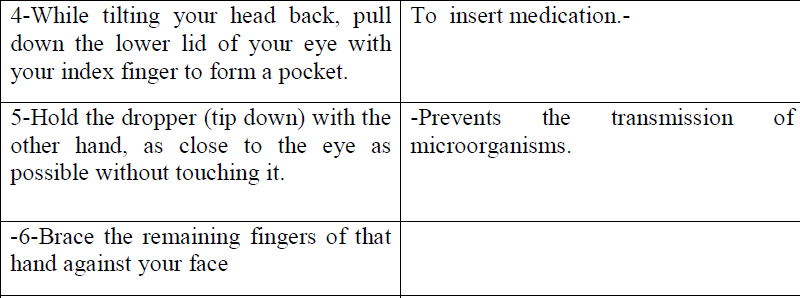 4-While tilting your head back, pull
down the lower lid of your eye with
your index finger to form a pocket.
To insert medication.-
5-Hold the dropper (tip down) with the
other hand, as close to the eye as
possible without touching it.
-Prevents the transmission of
microorganisms.
-6-Brace the remaining fingers of that
hand against your face